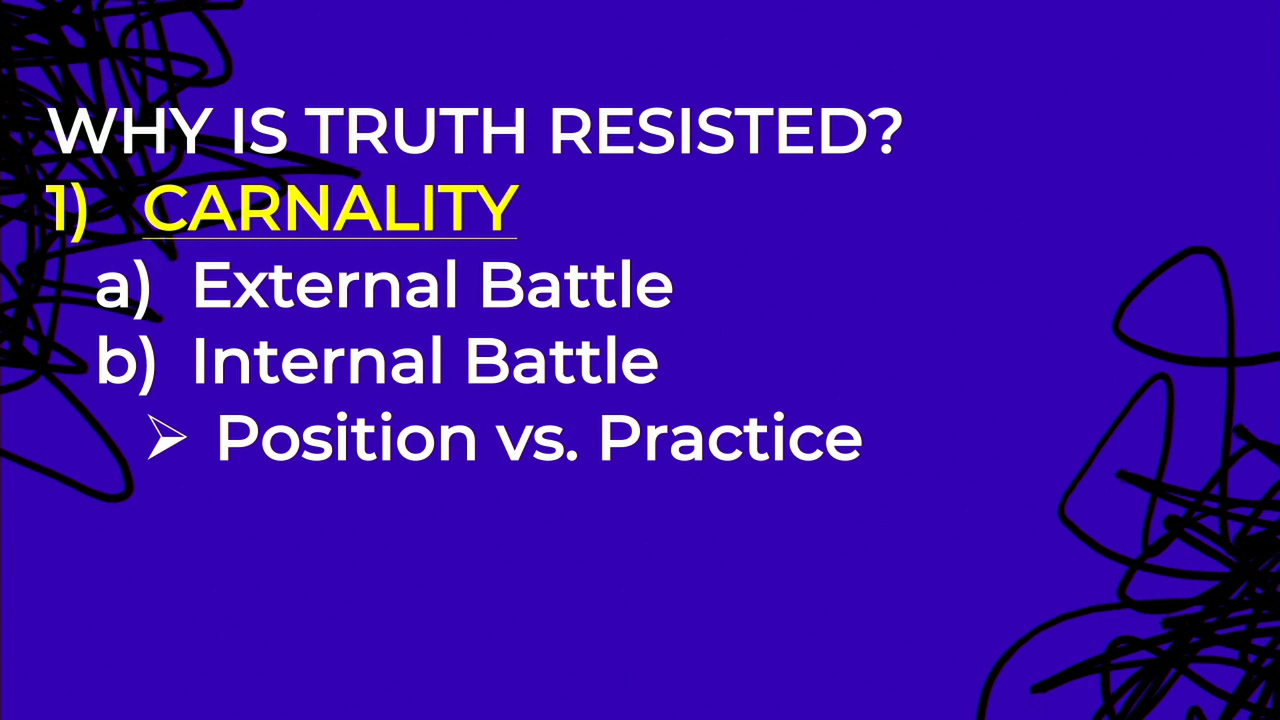 WHY IS TRUTH RESISTED?
1) CARNALITY
a) External Battle
b) Internal Battle
➢ Position vs. Practice